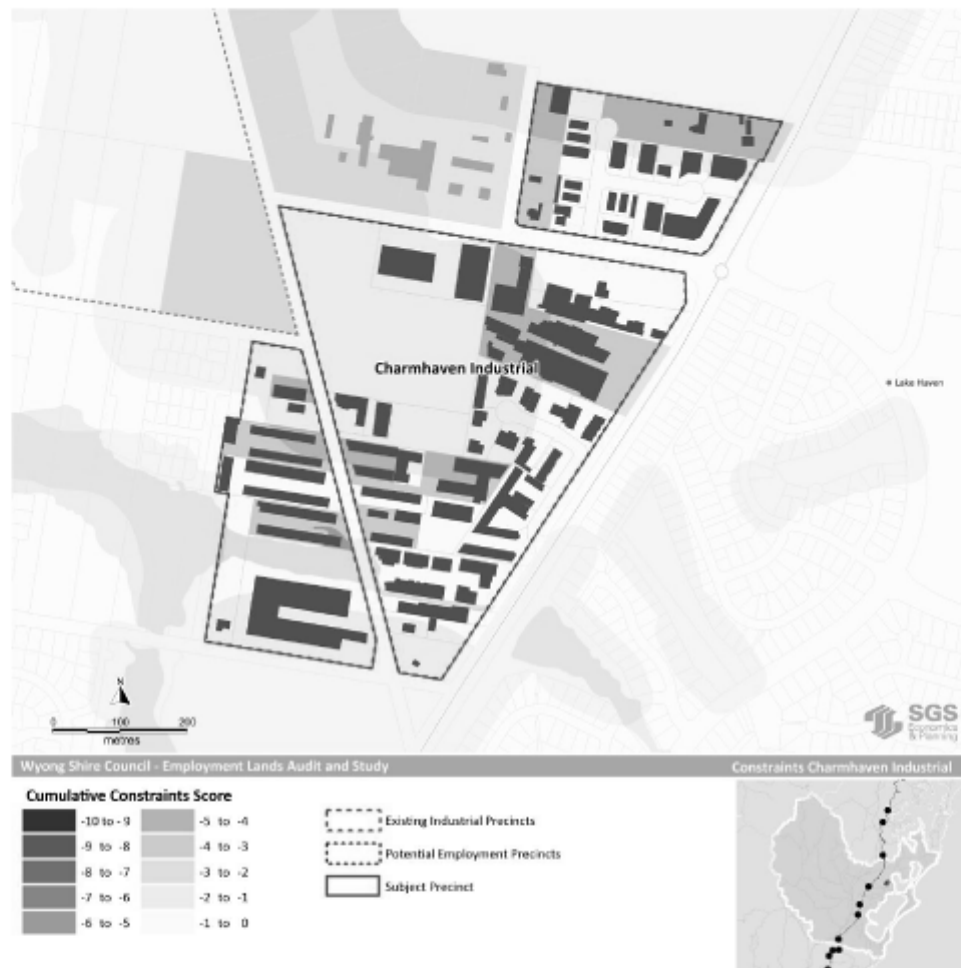 Charmhaven Industrial
Lake Haven
N
0 100 200
metres
SGS
Economics
& Planning
Wyong Shire Council - Employment Lands Audit and Study
Constraints Charmhaven Industrial
Cumulative Constraints Score
-10 to - 9
-9 to -8
-8 to -7
-7 to -6
-6 to -5
-5 to -4
-4 to -3
-3 to -2
-2 to -1
-1 to 0
Existing Industrial Precincts
Potential Employment Precincts
Subject Precinct